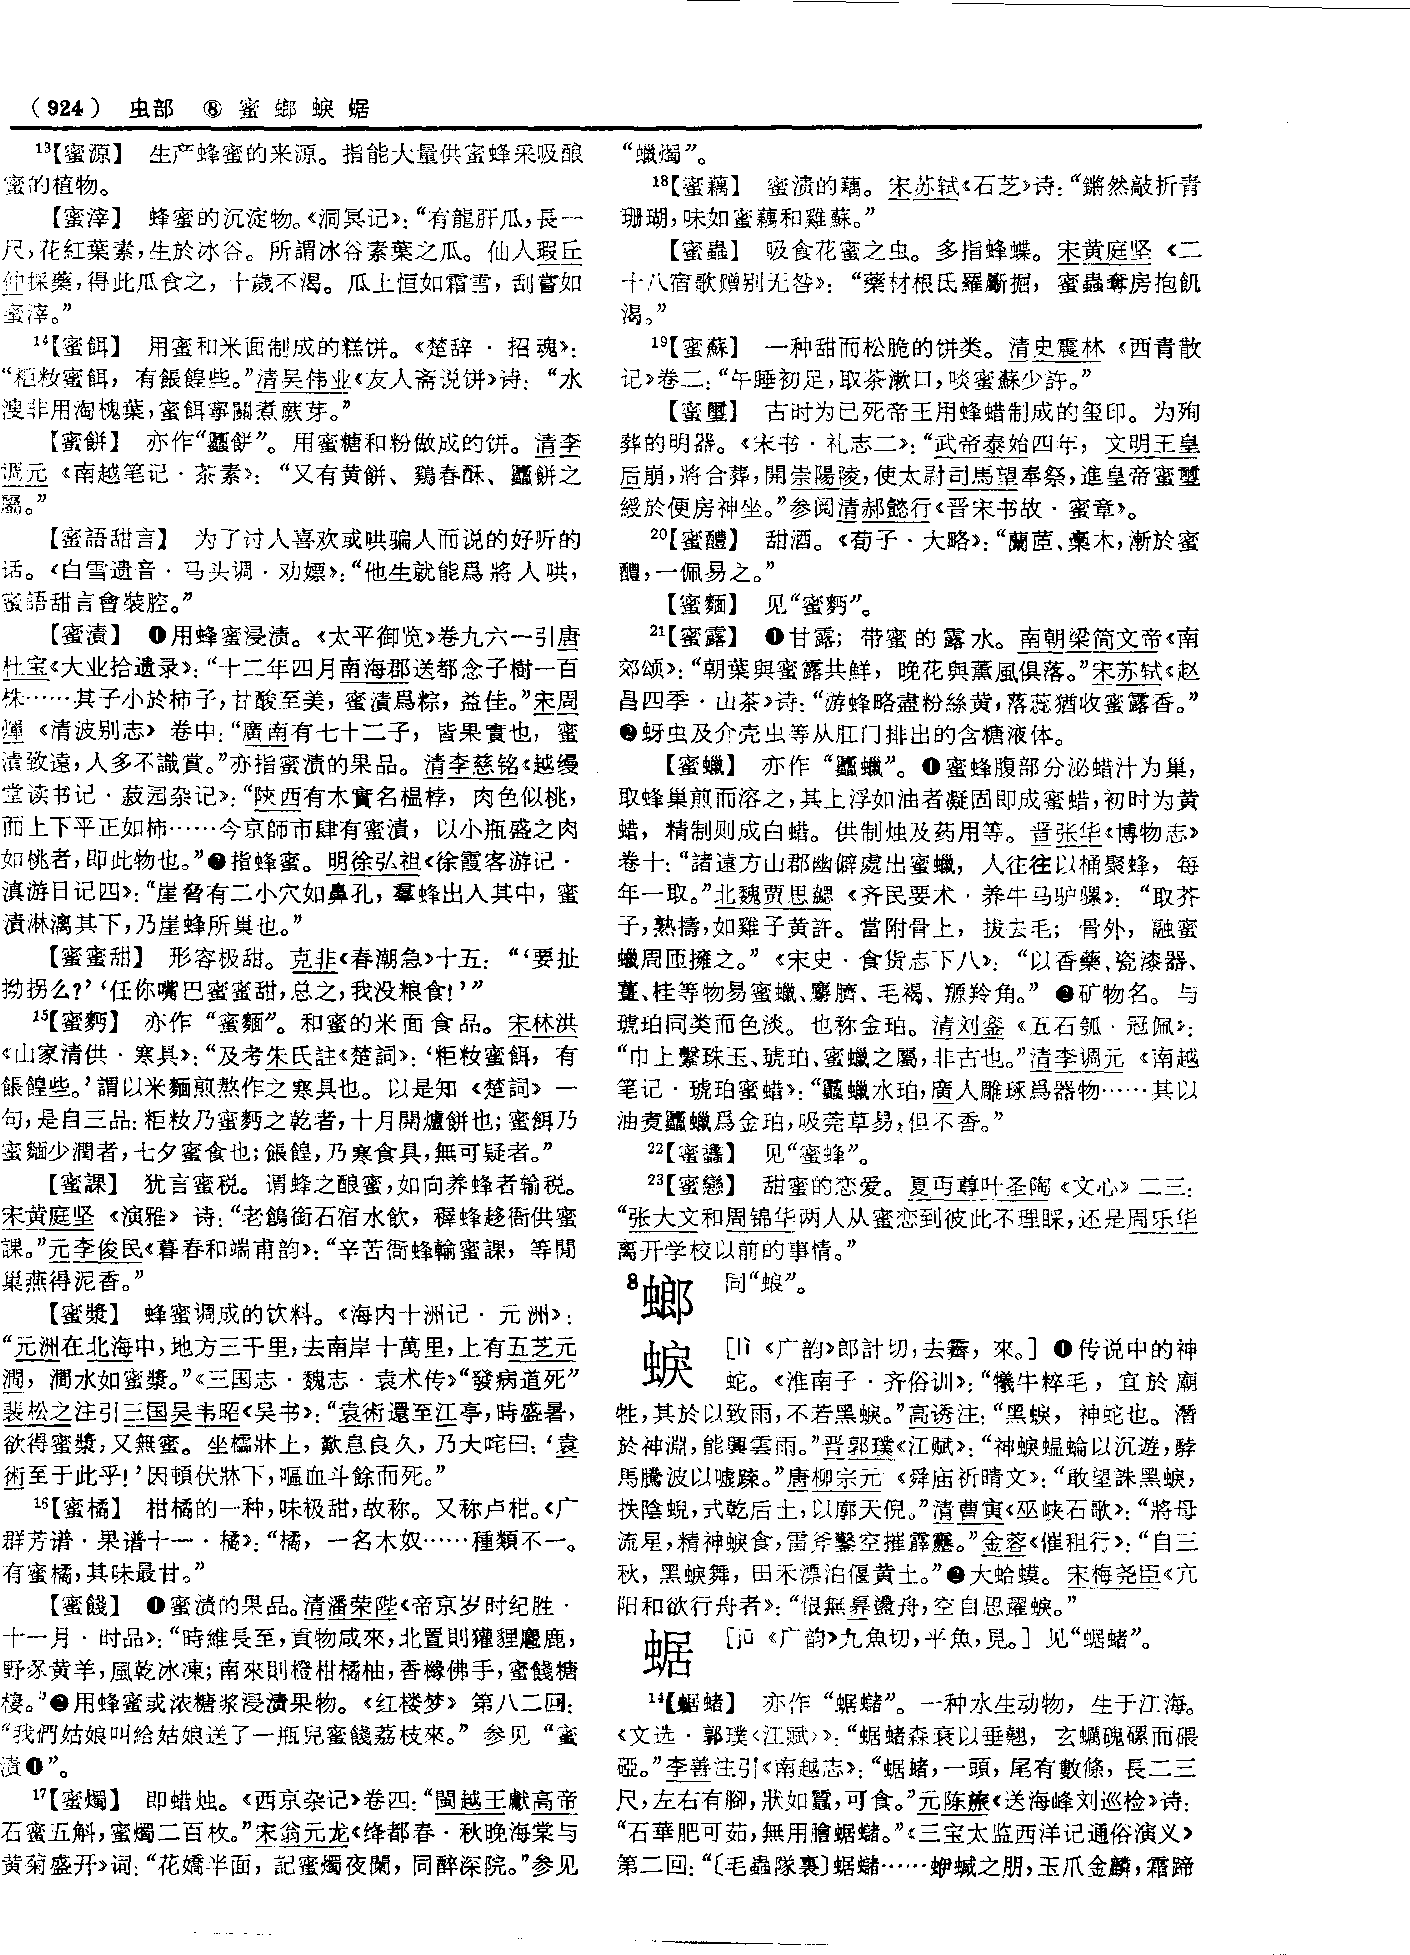 (924) 虫部 ⑧ 蜜螂蜧蜛
13【蜜源】 生产蜂蜜的来源。指能大量供蜜蜂采吸酿
蜜的植物。
【蜜滓】 蜂蜜的沉淀物。《洞冥记》：“有龍肝瓜，長一
尺，花紅葉素，生於冰谷。所謂冰谷素葉之瓜。仙人瑕丘
仲採藥，得此瓜食之，十歲不渴。瓜上恒如霜雪，刮嘗如
蜜滓。”
14【蜜餌】 用蜜和米面制成的糕饼。《楚辞·招魂》：
“粔籹蜜餌，有餦餭些。”清吴伟业《友人斋说饼》诗：“水
溲非用淘槐葉，蜜餌寧關煮蕨芽。”
【蜜餅】 亦作“蠠餅”。用蜜糖和粉做成的饼。清李
调元《南越笔记·茶素》：“又有黄餅、鷄春酥、蠠餅之
屬。”
【蜜語甜言】 为了讨人喜欢或哄骗人而说的好听的
话。《白雪遗音·马头调·劝嫖》：“他生就能爲將人哄，
蜜語甜言會裝腔。”
【蜜漬】 ❶用蜂蜜浸渍。《太平御览》卷九六一引唐
杜宝《大业拾遗录》：“十二年四月南海郡送都念子樹一百
株……其子小於柿子，甘酸至美，蜜漬爲粽，益佳。”宋周
煇《清波别志》卷中：“廣南有七十二子，皆果實也，蜜
漬致遠，人多不識賞。”亦指蜜渍的果品。清李慈铭《越缦
堂读书记·菽园杂记》：“陝西有木實名榲桲，肉色似桃，
而上下平正如柿……今京師市肆有蜜漬，以小瓶盛之肉
如桃者，即此物也。”❷指蜂蜜。明徐弘祖《徐霞客游记·
滇游日记四》：“崖脅有二小穴如鼻孔，羣蜂出入其中，蜜
漬淋漓其下，乃崖蜂所巢也。”
【蜜蜜甜】 形容极甜。克非《春潮急》十五：“‘要扯
拗拐么？’‘任你嘴巴蜜蜜甜，总之，我没粮食！’”
15【蜜麪】 亦作“蜜麵”。和蜜的米面食品。宋林洪
《山家清供·寒具》：“及考朱氏註《楚詞》：‘粔籹蜜餌，有
餦餭些。’謂以米麵煎熬作之寒具也。以是知《楚詞》一
句，是自三品：粔籹乃蜜麪之乾者，十月開爐餅也；蜜餌乃
蜜麵少潤者，七夕蜜食也；餦餭，乃寒食具，無可疑者。”
【蜜課】 犹言蜜税。谓蜂之酿蜜，如向养蜂者输税。
宋黄庭坚《演雅》诗：“老鶬銜石宿水飲，穉蜂趍衙供蜜
課。”元李俊民《暮春和端甫韵》：“辛苦衙蜂輸蜜課，等閒
巢燕得泥香。”
【蜜漿】 蜂蜜调成的饮料。《海内十洲记·元洲》：
“元洲在北海中，地方三千里，去南岸十萬里，上有五芝元
澗，澗水如蜜漿。”《三国志·魏志·袁术传》“發病道死”
裴松之注引三国吴韦昭《吴书》：“袁術還至江亭，時盛暑，
欲得蜜漿，又無蜜。坐櫺牀上，歎息良久，乃大咤曰：‘袁
術至于此乎！’因頓伏牀下，嘔血斗餘而死。”
16【蜜橘】 柑橘的一种，味极甜，故称。又称卢柑。《广
群芳谱·果谱十一·橘》：“橘，一名木奴……種類不一。
有蜜橘，其味最甘。”
【蜜餞】 ❶蜜渍的果品。清潘荣陛《帝京岁时纪胜·
十一月·时品》：“時維長至，貢物咸來，北置則獾貍麅鹿，
野豕黄羊，風乾冰凍；南來則橙柑橘柚，香櫞佛手，蜜餞糖
棲。”❷用蜂蜜或浓糖浆浸渍果物。《红楼梦》第八二回：
“我們姑娘叫給姑娘送了一瓶兒蜜餞荔枝來。”参见“蜜
漬❶”。
17【蜜燭】 即蜡烛。《西京杂记》卷四：“閩越王獻高帝
石蜜五斛，蜜燭二百枚。”宋翁元龙《绛都春·秋晚海棠与
黄菊盛开》词：“花嬌半面，記蜜燭夜闌，同醉深院。”参见
“蠟燭”。
18【蜜藕】 蜜渍的藕。宋苏轼《石芝》诗：“鏘然敲折青
珊瑚，味如蜜藕和雞蘇。”
【蜜蟲】 吸食花蜜之虫。多指蜂蝶。宋黄庭坚《二
十八宿歌赠别无咎》：“藥材根氐羅斸掘，蜜蟲奪房抱飢
渴。”
19【蜜蘇】 一种甜而松脆的饼类。清史震林《西青散
记》卷二：“午睡初足，取茶漱口，啖蜜蘇少許。”
【蜜璽】 古时为已死帝王用蜂蜡制成的玺印。为殉
葬的明器。《宋书·礼志二》：“武帝泰始四年，文明王皇
后崩，將合葬，開崇陽陵，使太尉司馬望奉祭，進皇帝蜜璽
綬於便房神坐。”参阅清郝懿行《晋宋书故·蜜章》。
20【蜜醴】 甜酒。《荀子·大略》：“蘭茝、稾本，漸於蜜
醴，一佩易之。”
【蜜麵】 见“蜜麪”。
21【蜜露】 ❶甘露；带蜜的露水。南朝梁简文帝《南
郊颂》：“朝葉與蜜露共鮮，晚花與薰風俱落。”宋苏轼《赵
昌四季·山茶》诗：“游蜂略盡粉絲黄，落蕊猶收蜜露香。”
❷蚜虫及介壳虫等从肛门排出的含糖液体。
【蜜蠟】 亦作“蠠蠟”。❶蜜蜂腹部分泌蜡汁为巢，
取蜂巢煎而溶之，其上浮如油者凝固即成蜜蜡，初时为黄
蜡，精制则成白蜡。供制烛及药用等。晋张华《博物志》
卷十：“諸遠方山郡幽僻處出蜜蠟，人往往以桶聚蜂，每
年一取。”北魏贾思勰《齐民要术·养牛马驴骡》：“取芥
子，熟擣，如雞子黄許。當附骨上，拔去毛；骨外，融蜜
蠟周匝擁之。”《宋史·食货志下八》：“以香藥、瓷漆器、
薑、桂等物易蜜蠟、麝臍、毛褐、羱羚角。”❷矿物名。与
琥珀同类而色淡。也称金珀。清刘銮《五石瓠·冠佩》：
“巾上繫珠玉、琥珀、蜜蠟之屬，非古也。”清李调元《南越
笔记·琥珀蜜蜡》：“蠠蠟水珀，廣人雕琢爲器物……其以
油煮蠠蠟爲金珀，吸莞草易，但不香。”
22【蜜蠭】 见“蜜蜂”。
23【蜜戀】 甜蜜的恋爱。夏丏尊叶圣陶《文心》二三：
“张大文和周锦华两人从蜜恋到彼此不理睬，还是周乐华
离开学校以前的事情。”
8螂 同“蜋”。
蜧 [lì《广韵》郎計切，去霽，來。] ❶传说中的神
蛇。《淮南子·齐俗训》：“犧牛粹毛，宜於廟
牲，其於以致雨，不若黑蜧。”高诱注：“黑蜧，神蛇也。潛
於神淵，能興雲雨。”晋郭璞《江赋》：“神蜧蝹蜦以沉遊，騂
馬騰波以噓蹀。”唐柳宗元《舜庙祈晴文》：“敢望誅黑蜧，
抶陰蜺，式乾后土，以廓天倪。”清曹寅《巫峡石歌》：“將毋
流星，精神蜧食，雷斧鑿空摧霹靂。”金蓉《催租行》：“自三
秋，黑蜧舞，田禾漂泊偃黄土。”❷大蛤蟆。宋梅尧臣《亢
阳和欲行舟者》：“恨無奡盪舟，空自思躍蜧。”
蜛 [jū《广韵》九魚切，平魚，見。] 见“蜛蝫”。
14【蜛蝫】 亦作“蜛蠩”。一种水生动物，生于江海。
《文选·郭璞〈江赋〉》：“蜛蝫森衰以垂翹，玄蠣磈磥而碨
硪。”李善注引《南越志》：“蜛蝫，一頭，尾有數條，長二三
尺，左右有脚，狀如蠶，可食。”元陈旅《送海峰刘巡检》诗：
“石華肥可茹，無用膾蜛蝫。”《三宝太监西洋记通俗演义》
第二回：“〔毛蟲隊裏〕蜛蝫……蛜蝛之朋，玉爪金麟，霜蹄